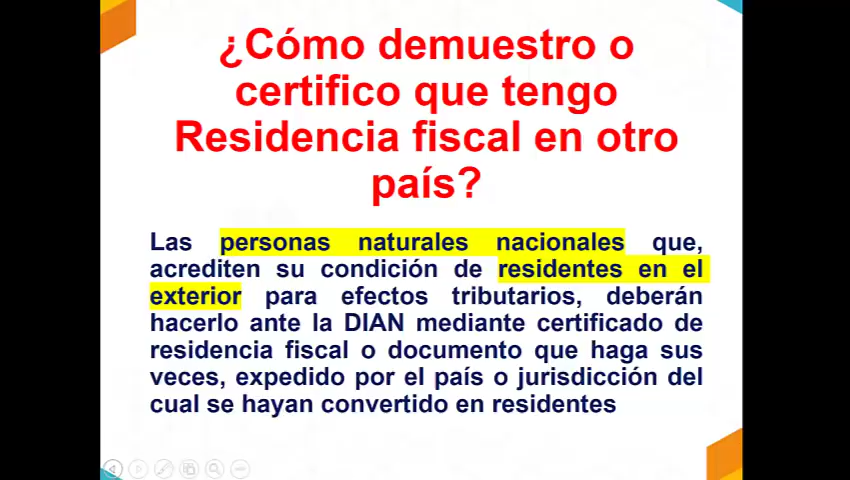 ¿Cómo demuestro o
certifico que tengo
Residencia fiscal en otro
país?
Las personas naturales nacionales que,
acrediten su condición de residentes en el
exterior para efectos tributarios, deberán
hacerlo ante la DIAN mediante certificado de
residencia fiscal o documento que haga sus
veces, expedido por el país o jurisdicción del
cual se hayan convertido en residentes